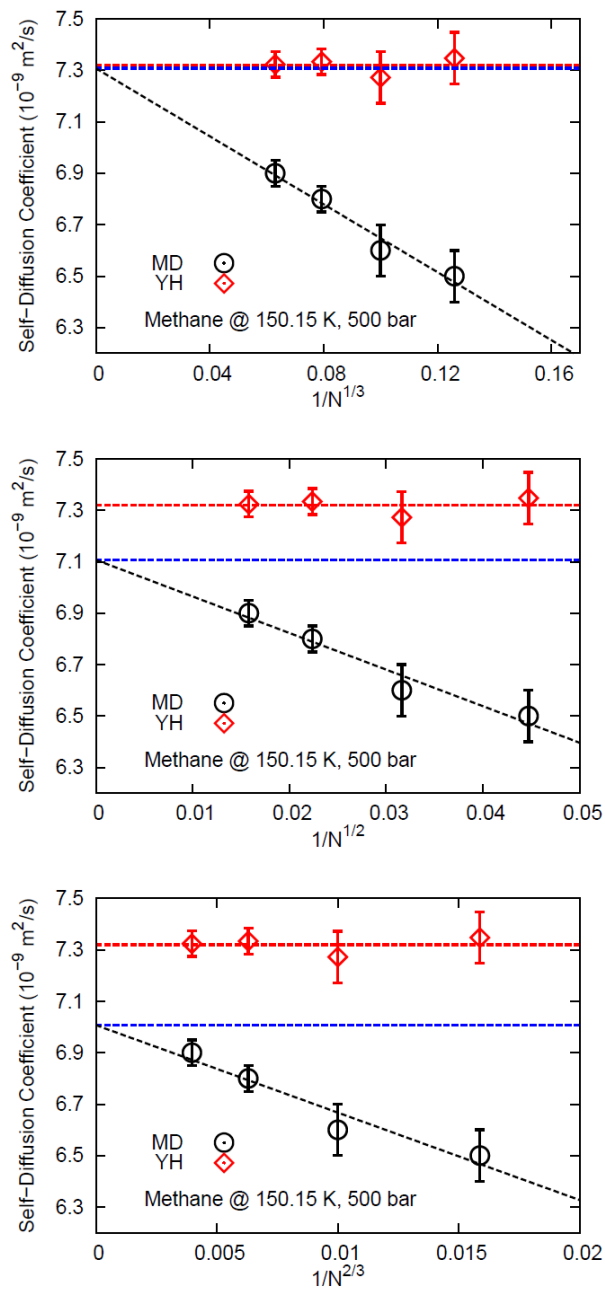 Self−Diffusion Coefficient (10⁻⁹ m²/s)
7.5
7.3
7.1
6.9
6.7
6.5
6.3
MD
YH
Methane @ 150.15 K, 500 bar
0 0.04 0.08 0.12 0.16
1/N^1/3
Self−Diffusion Coefficient (10⁻⁹ m²/s)
7.5
7.3
7.1
6.9
6.7
6.5
6.3
MD
YH
Methane @ 150.15 K, 500 bar
0 0.01 0.02 0.03 0.04 0.05
1/N^1/2
Self−Diffusion Coefficient (10⁻⁹ m²/s)
7.5
7.3
7.1
6.9
6.7
6.5
6.3
MD
YH
Methane @ 150.15 K, 500 bar
0 0.005 0.01 0.015 0.02
1/N^2/3